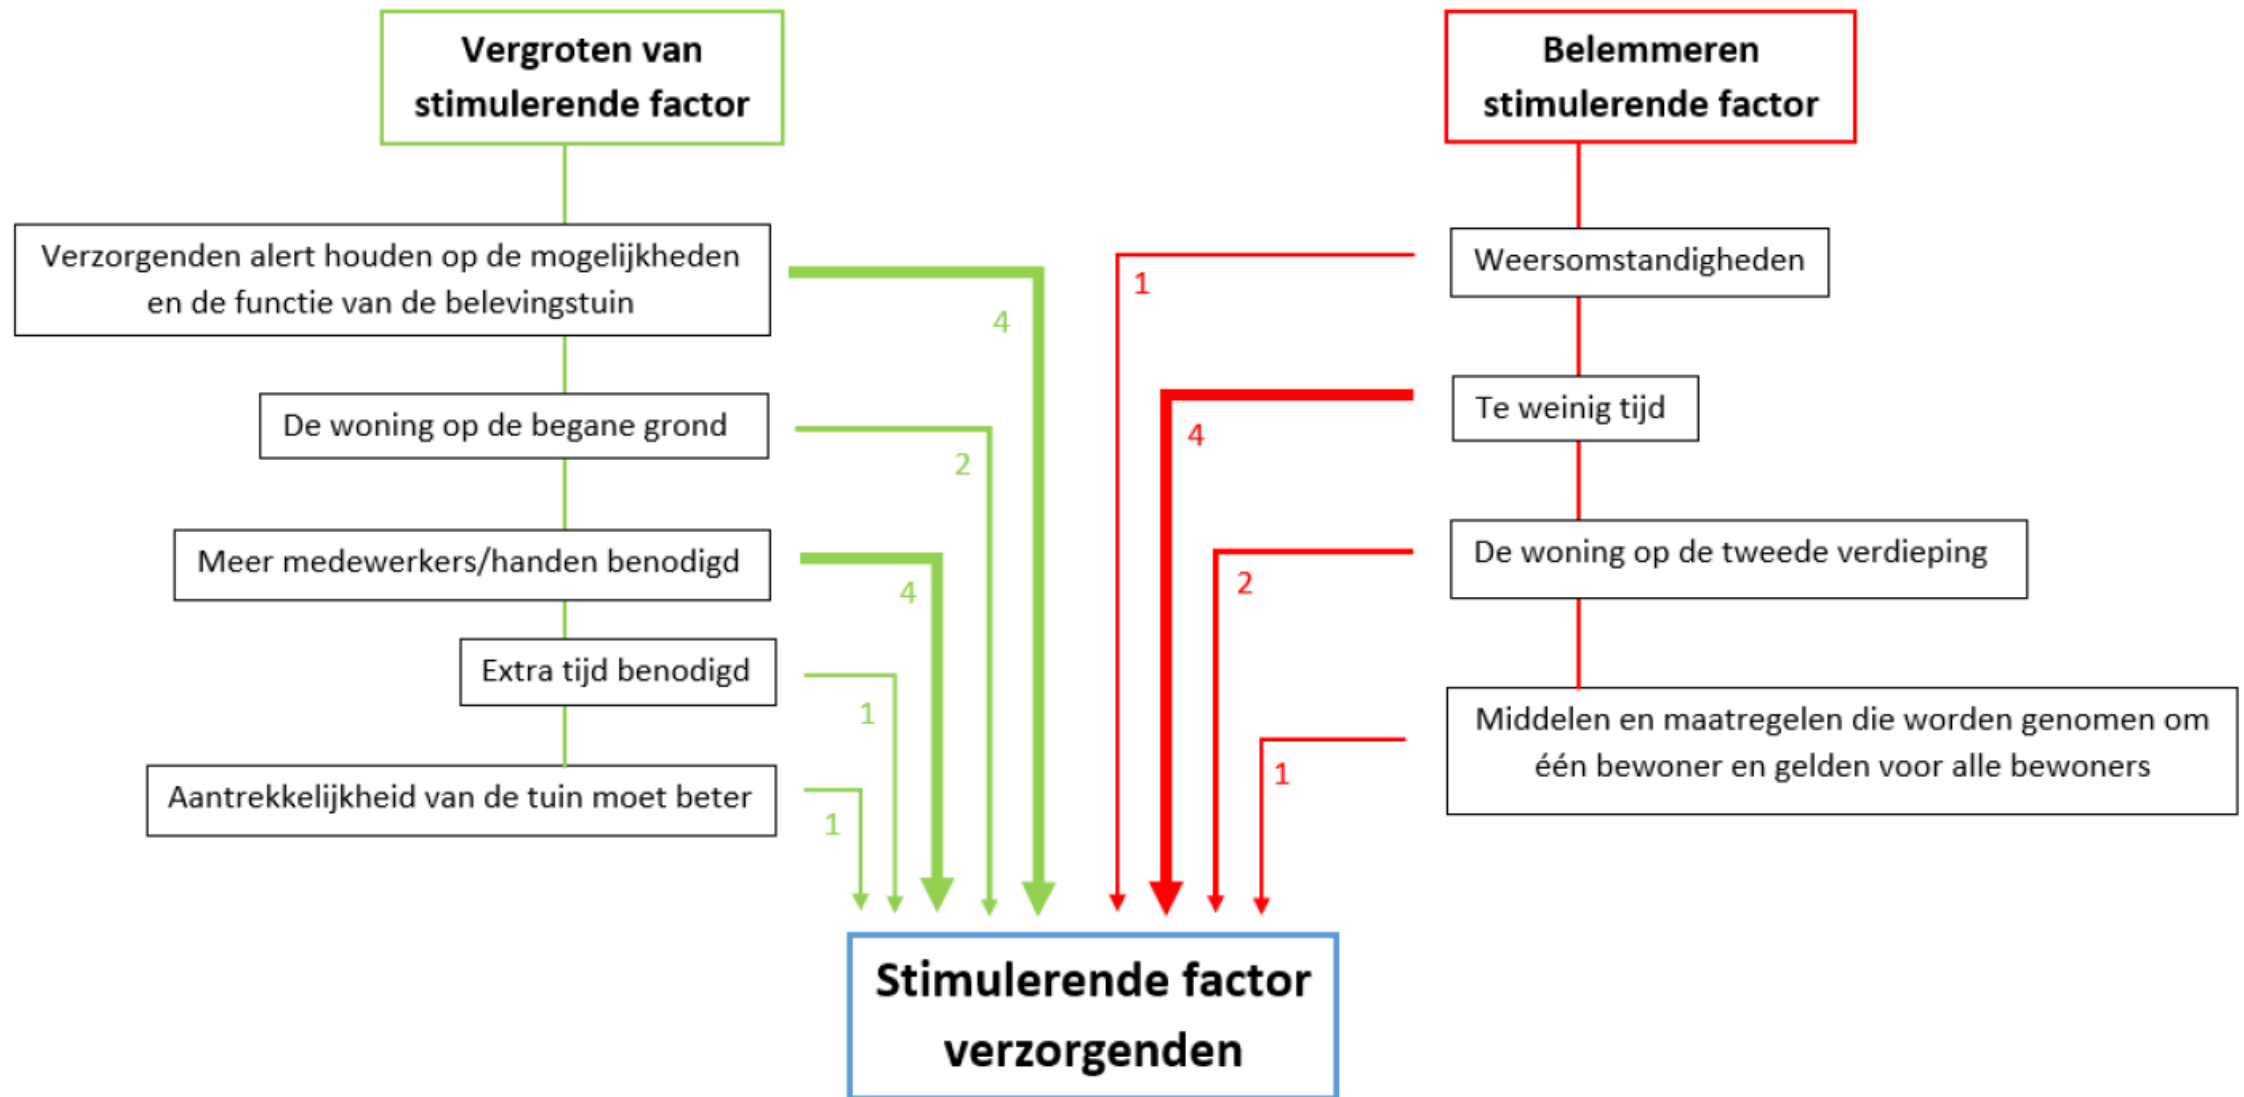 Vergroten van
stimulerende factor
Verzorgenden alert houden op de mogelijkheden
en de functie van de belevingstuin
4
De woning op de begane grond
2
Meer medewerkers/handen benodigd
4
Extra tijd benodigd
1
Aantrekkelijkheid van de tuin moet beter
1
Belemmeren
stimulerende factor
Weersomstandigheden
1
Te weinig tijd
4
De woning op de tweede verdieping
2
Middelen en maatregelen die worden genomen om
één bewoner en gelden voor alle bewoners
1
Stimulerende factor
verzorgenden